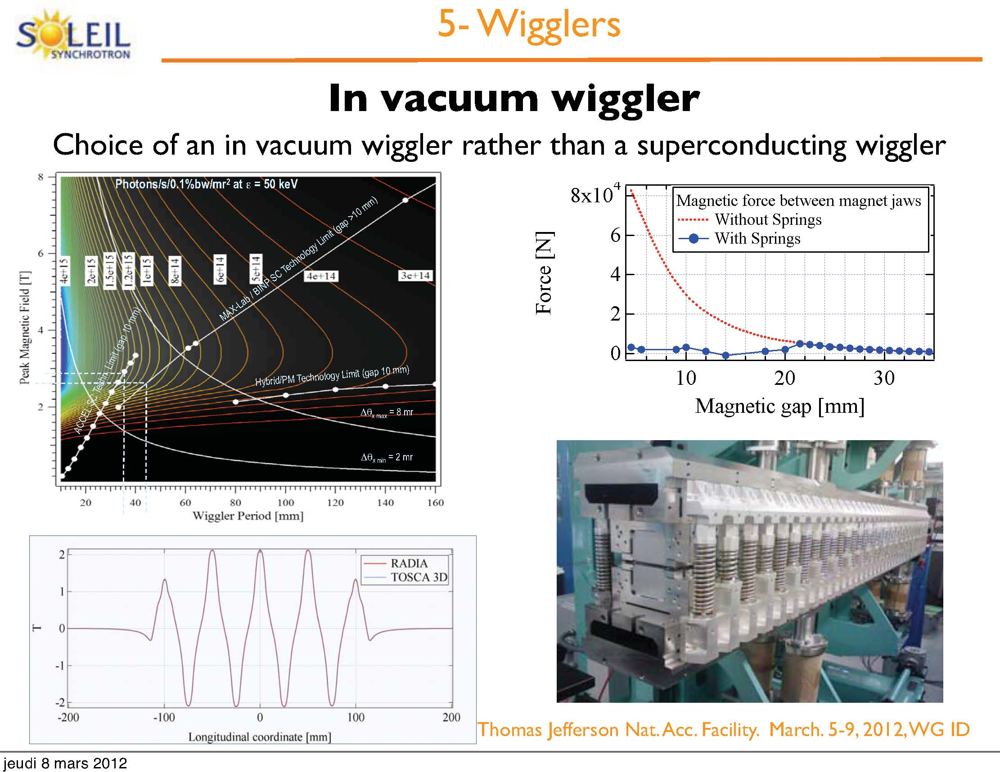 SOLEIL
SYNCHROTRON
5- Wigglers
In vacuum wiggler
Choice of an in vacuum wiggler rather than a superconducting wiggler
Photons/s/0.1%bw/mr² at ε = 50 keV
Peak Magnetic Field [T]
8
6
4
2
4e+15
2e+15
1.5e+15
1.2e+15
1e+15
8e+14
6e+14
5e+14
4e+14
3e+14
ACCEL SC Techn. Limit (gap 10 mm)
MAX-Lab / BINP SC Technology Limit (gap >10 mm)
Hybrid/PM Technology Limit (gap 10 mm)
Δθx max = 8 mr
Δθx min = 2 mr
20 40 60 80 100 120 140 160
Wiggler Period [mm]
Force [N]
8x10⁴
6
4
2
0
Magnetic force between magnet jaws
Without Springs
With Springs
10 20 30
Magnetic gap [mm]
T
2
1
0
-1
-2
RADIA
TOSCA 3D
-200 -100 0 100 200
Longitudinal coordinate [mm]
Thomas Jefferson Nat. Acc. Facility. March. 5-9, 2012, WG ID
jeudi 8 mars 2012